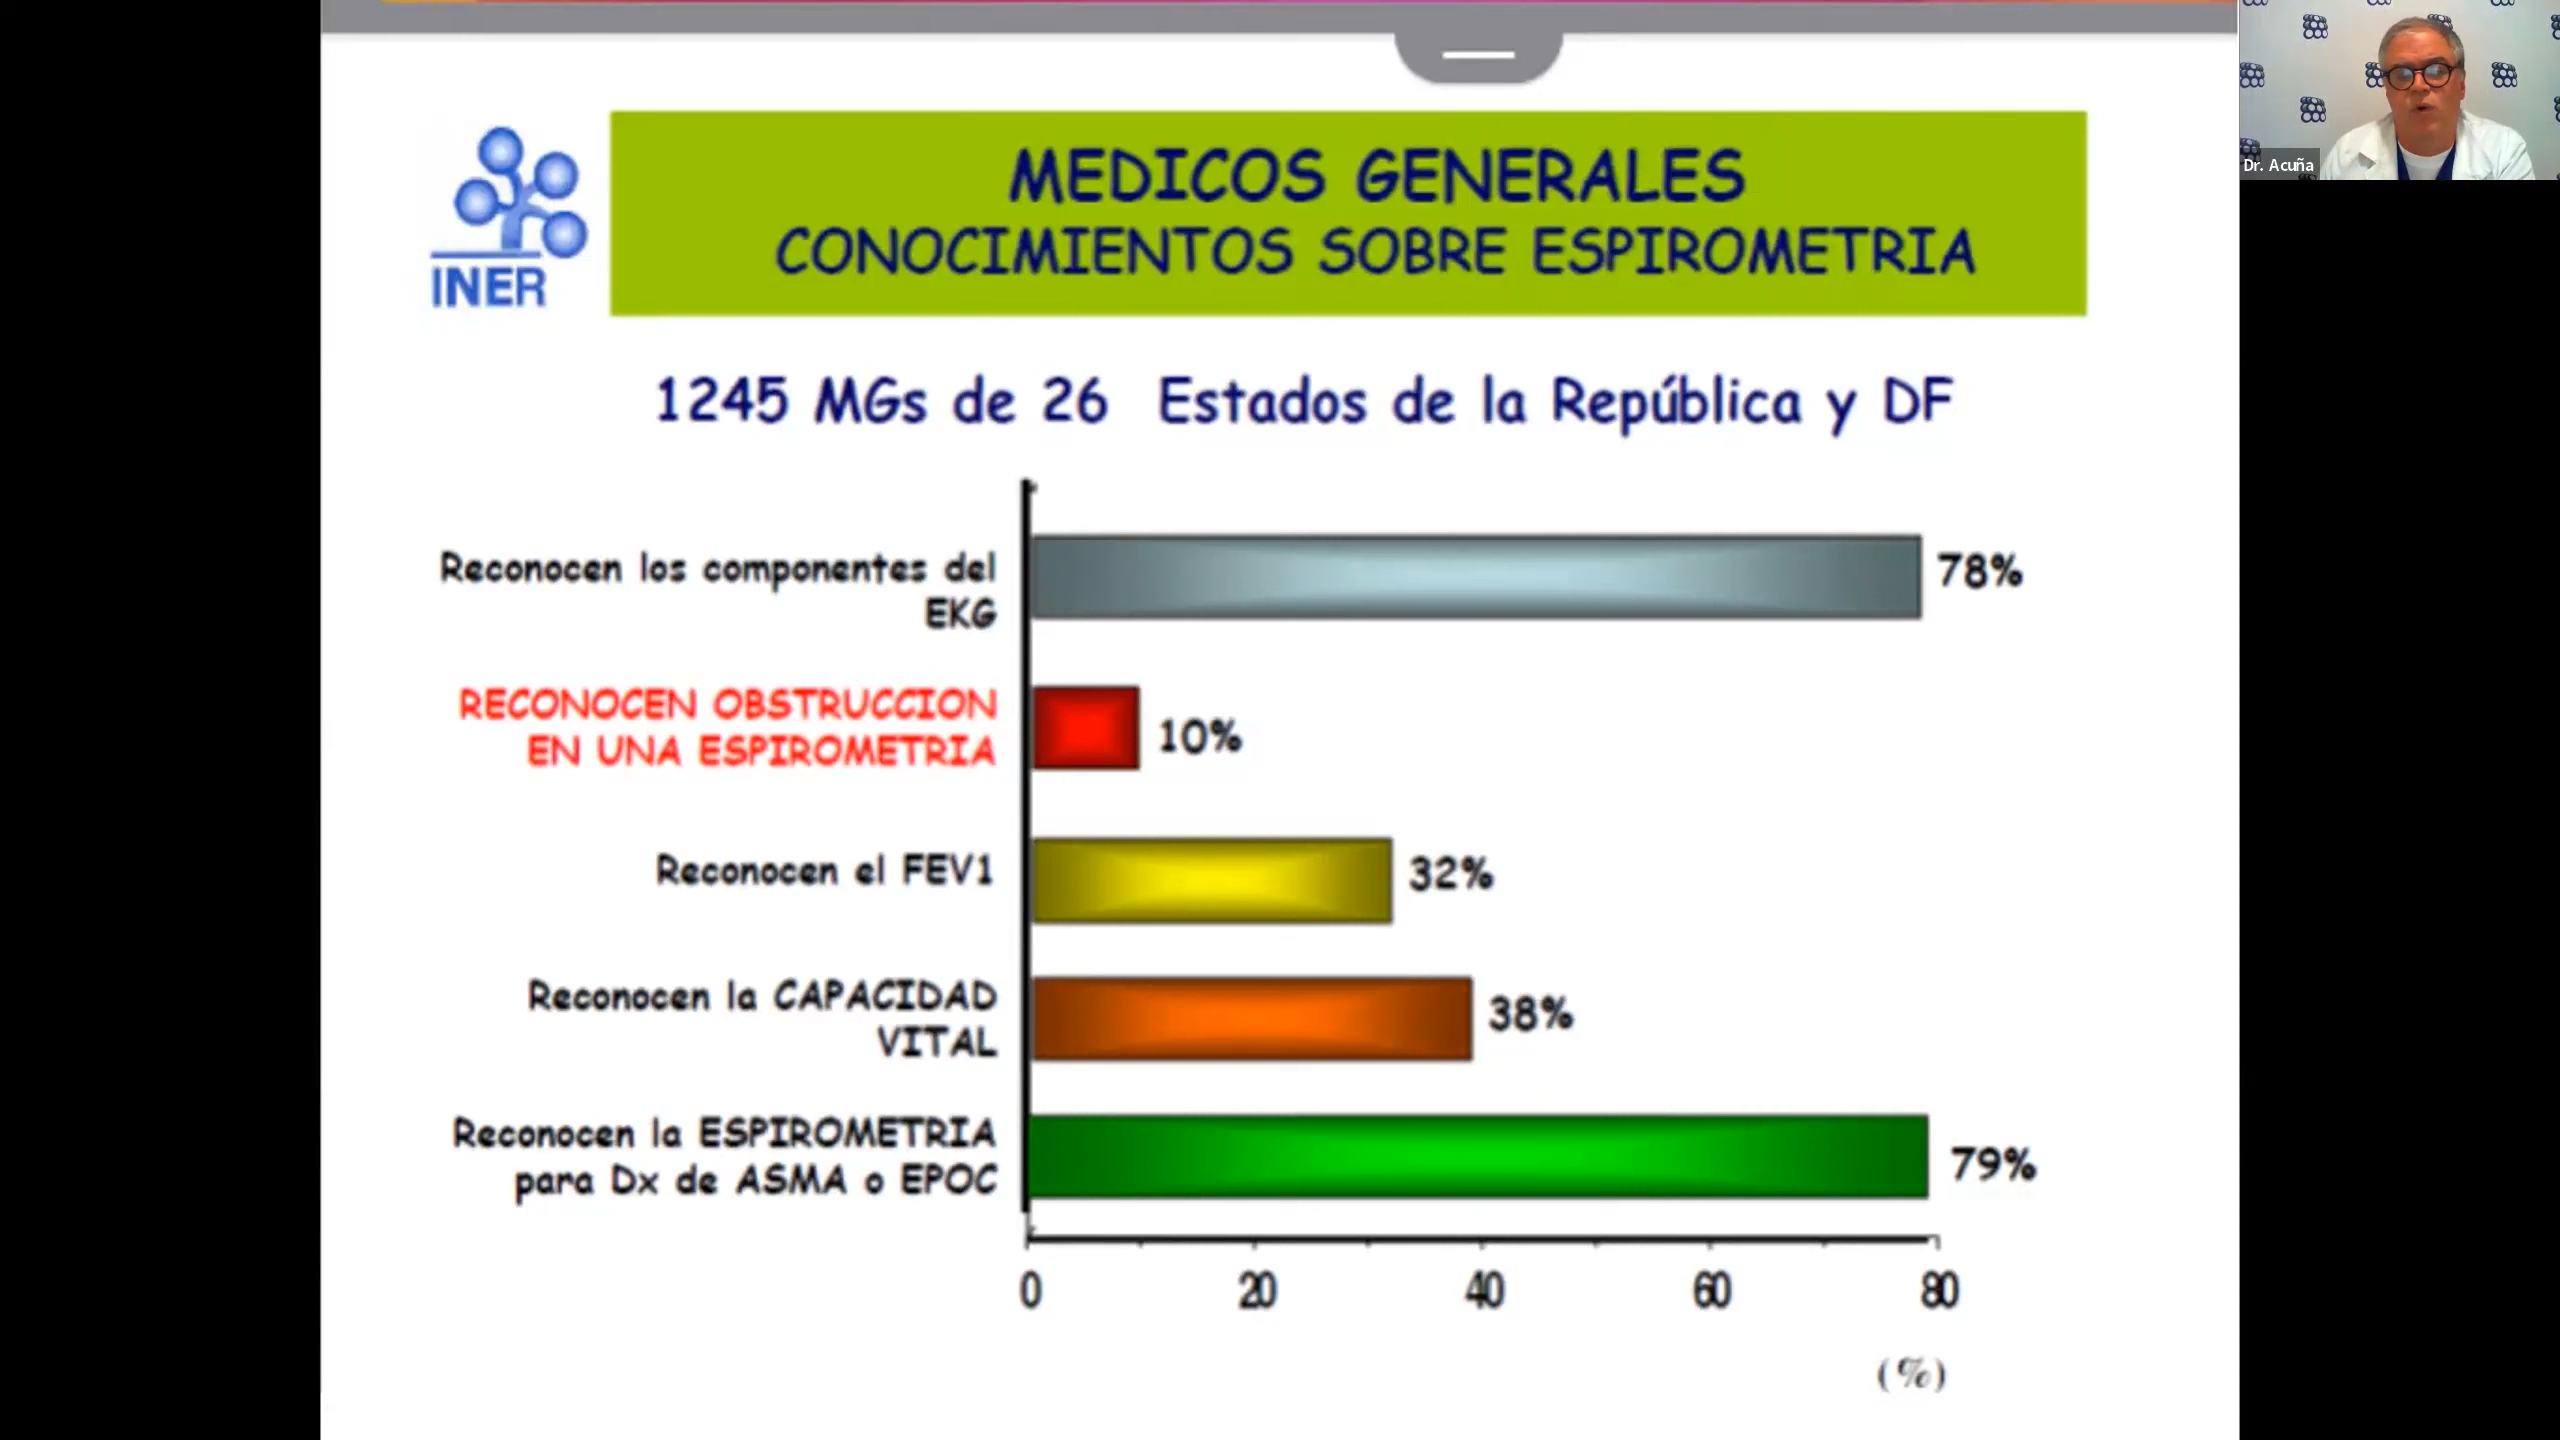 INER
MEDICOS GENERALES
CONOCIMIENTOS SOBRE ESPIROMETRIA
1245 MGs de 26 Estados de la República y DF
Reconocen los componentes del
EKG
78%
RECONOCEN OBSTRUCCION
EN UNA ESPIROMETRIA
10%
Reconocen el FEV1
32%
Reconocen la CAPACIDAD
VITAL
38%
Reconocen la ESPIROMETRIA
para Dx de ASMA o EPOC
79%
0 20 40 60 80
(%)
Dr. Acuña